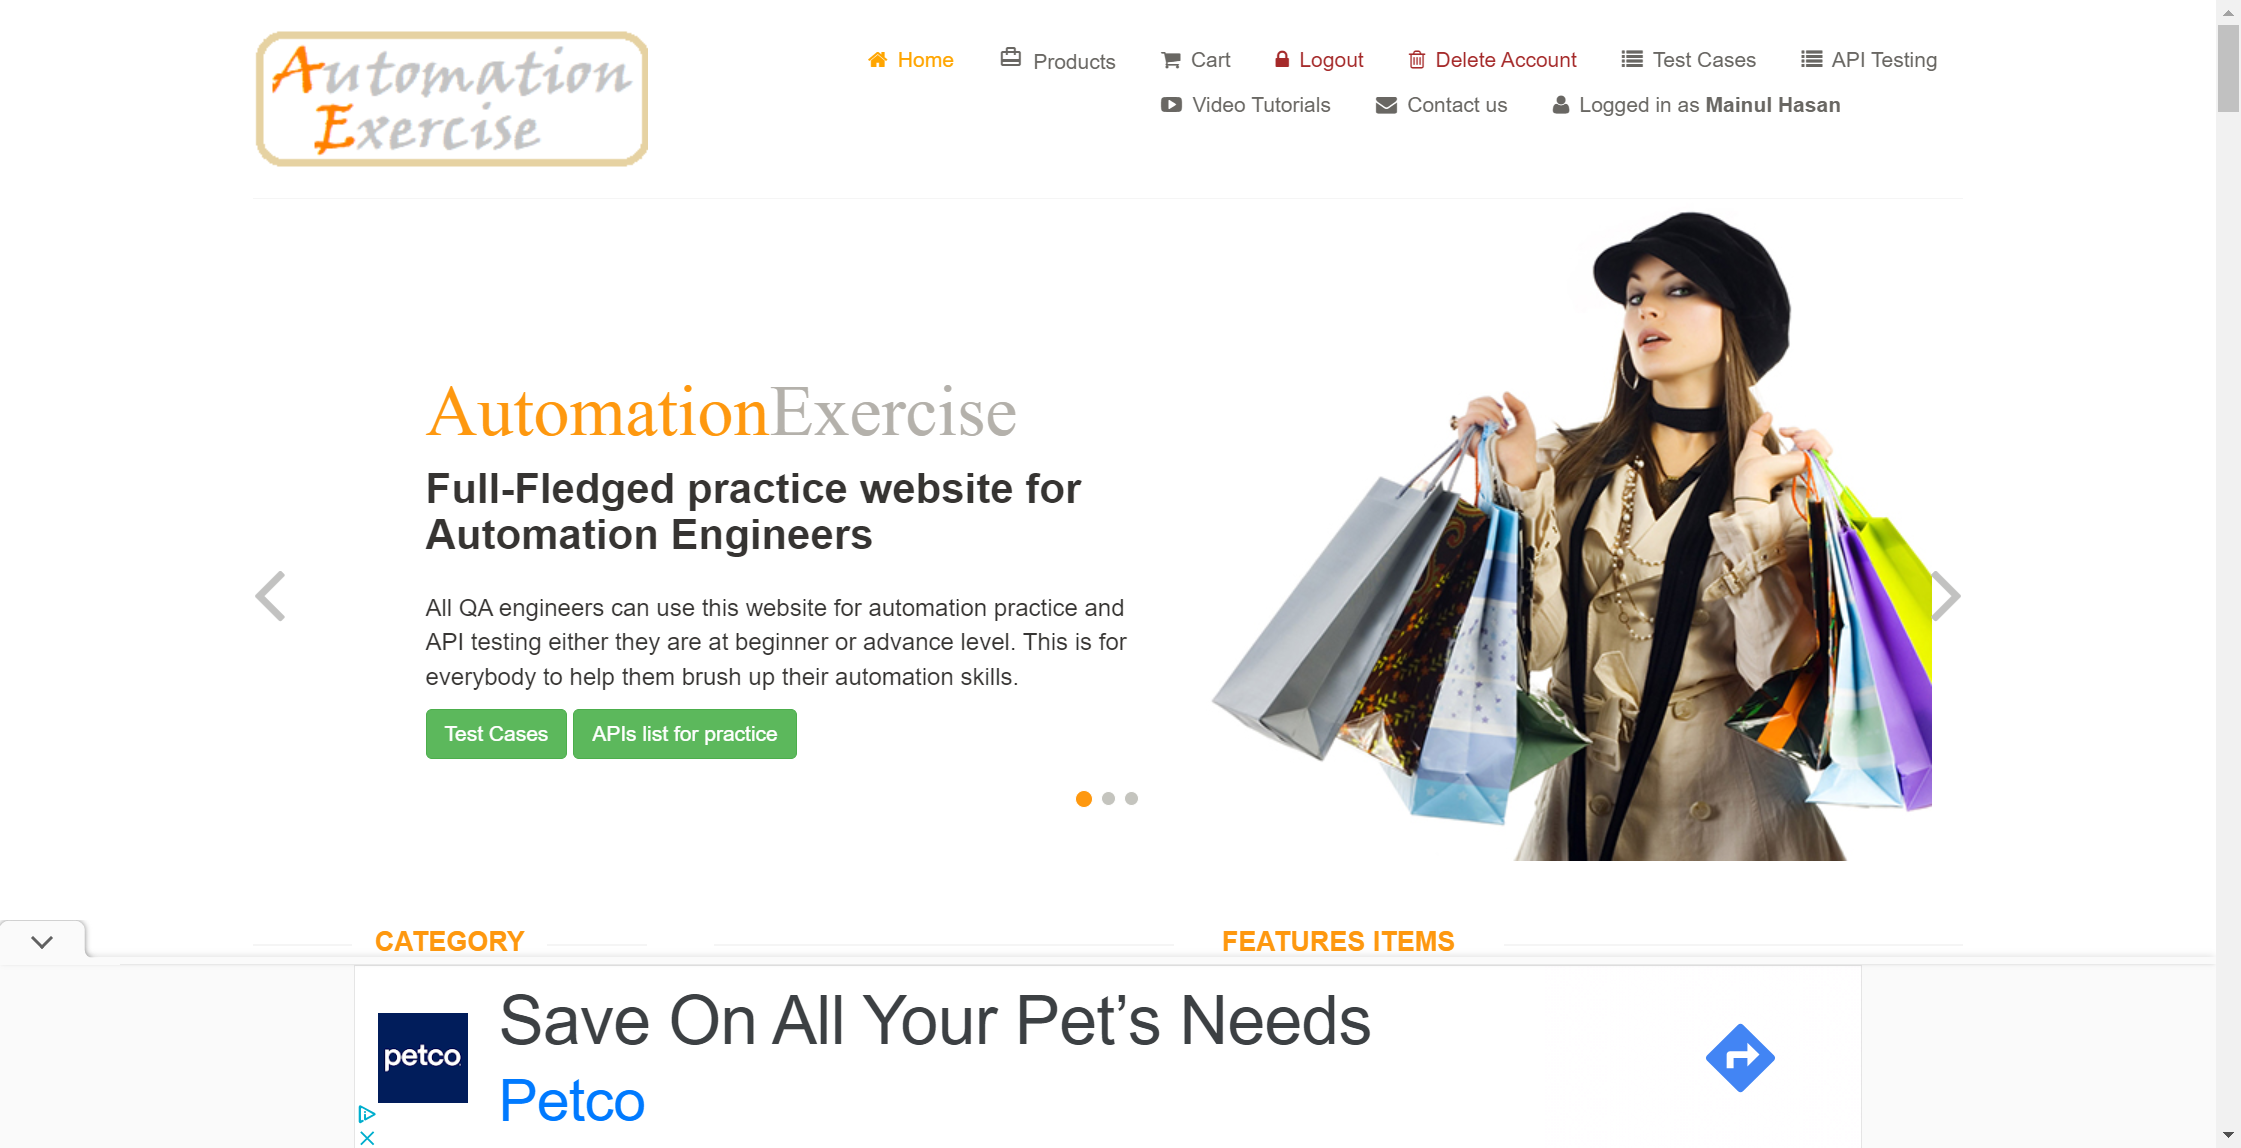 Automation
Exercise
Home
Products
Cart
Logout
Delete Account
Test Cases
API Testing
Video Tutorials
Contact us
Logged in as Mainul Hasan
AutomationExercise
Full-Fledged practice website for
Automation Engineers
All QA engineers can use this website for automation practice and
API testing either they are at beginner or advance level. This is for
everybody to help them brush up their automation skills.
Test Cases
APIs list for practice
CATEGORY
FEATURES ITEMS
petco
Save On All Your Pet’s Needs
Petco